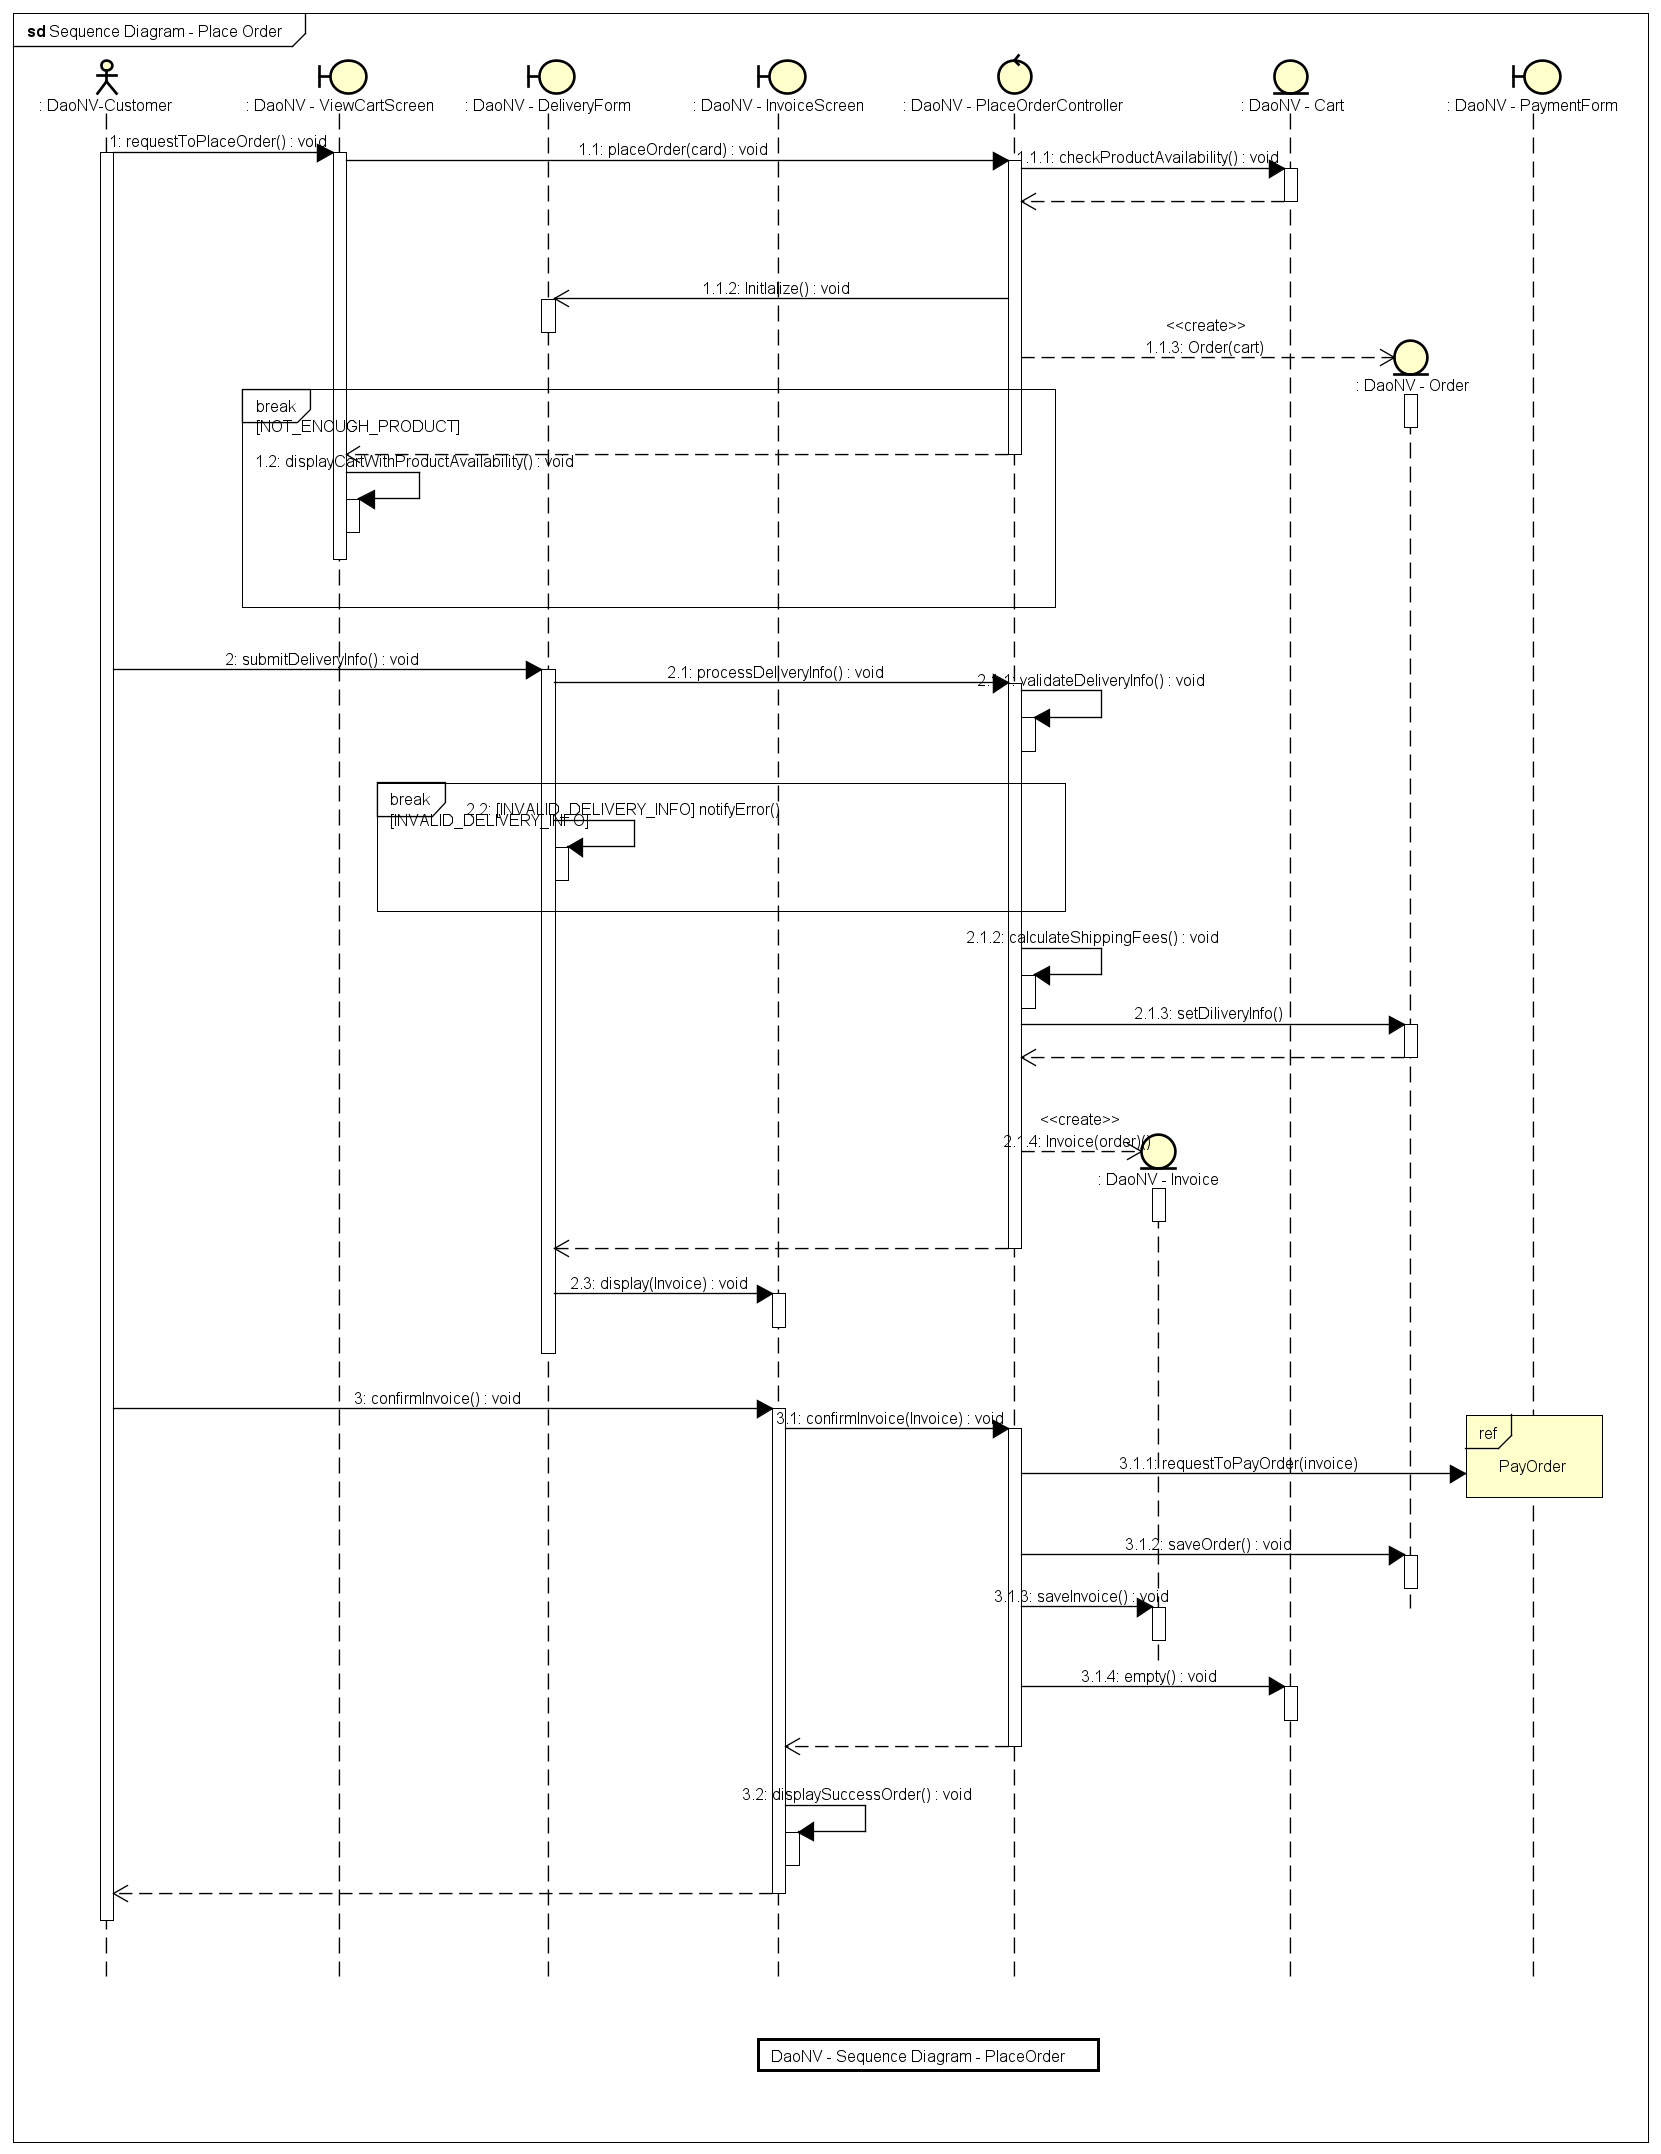 sd Sequence Diagram - Place Order
: DaoNV-Customer
: DaoNV - ViewCartScreen
: DaoNV - DeliveryForm
: DaoNV - InvoiceScreen
: DaoNV - PlaceOrderController
: DaoNV - Cart
: DaoNV - PaymentForm
1: requestToPlaceOrder() : void
1.1: placeOrder(card) : void
1.1.1: checkProductAvailability() : void
1.1.2: Initlalize() : void
<<create>>
1.1.3: Order(cart)
: DaoNV - Order
break
[NOT_ENOUGH_PRODUCT]
1.2: displayCartWithProductAvailability() : void
2: submitDeliveryInfo() : void
2.1: processDeliveryInfo() : void
2.1.1: validateDeliveryInfo() : void
break
2.2: [INVALID_DELIVERY_INFO] notifyError()
[INVALID_DELIVERY_INFO]
2.1.2: calculateShippingFees() : void
2.1.3: setDiliveryInfo()
<<create>>
2.1.4: Invoice(order)()
: DaoNV - Invoice
2.3: display(Invoice) : void
3: confirmInvoice() : void
3.1: confirmInvoice(Invoice) : void
ref
3.1.1: requestToPayOrder(invoice)
PayOrder
3.1.2: saveOrder() : void
3.1.3: saveInvoice() : void
3.1.4: empty() : void
3.2: displaySuccessOrder() : void
DaoNV - Sequence Diagram - PlaceOrder